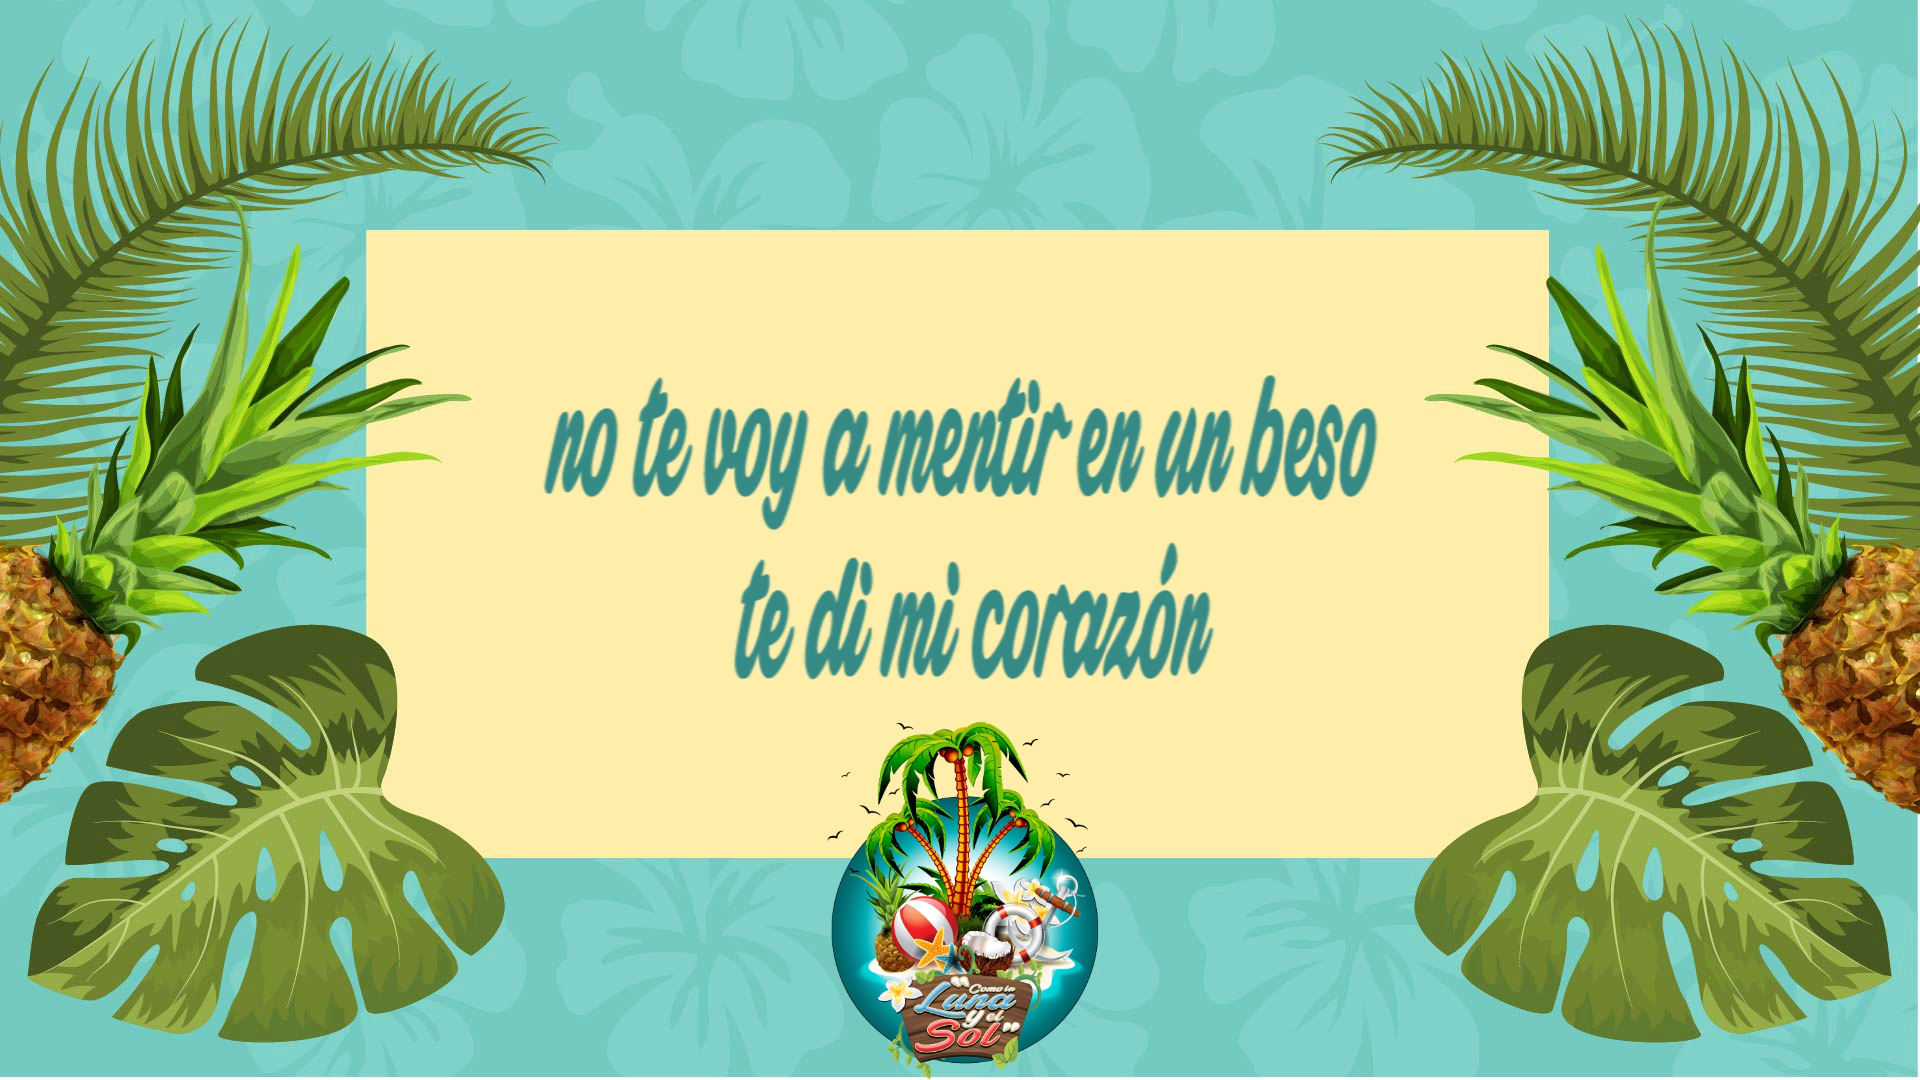 no te voy a mentir en un beso
te di mi corazón
"Como la
Luna
y el
Sol"